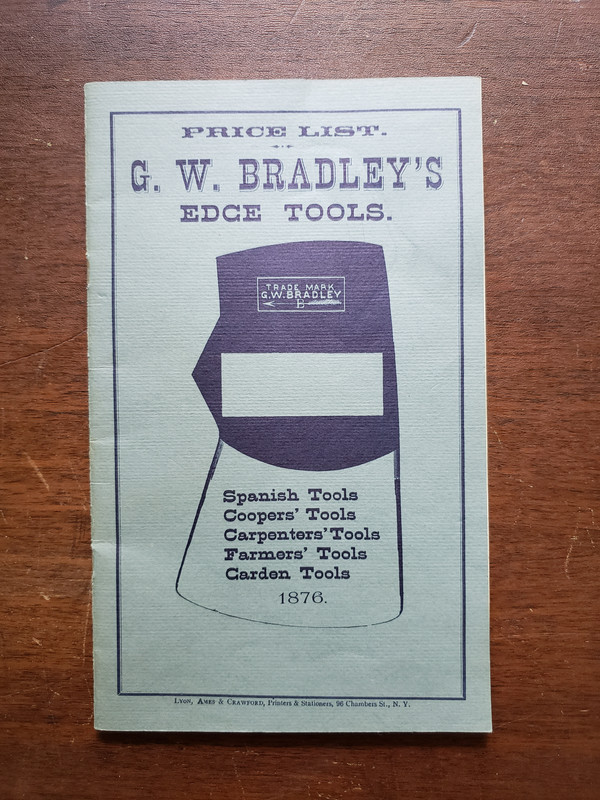 PRICE LIST.
G. W. BRADLEY'S
EDGE TOOLS.
TRADE MARK
G.W.BRADLEY
E
Spanish Tools
Coopers' Tools
Carpenters' Tools
Farmers' Tools
Garden Tools
1876.
Lyon, Ames & Crawford, Printers & Stationers, 96 Chambers St., N. Y.